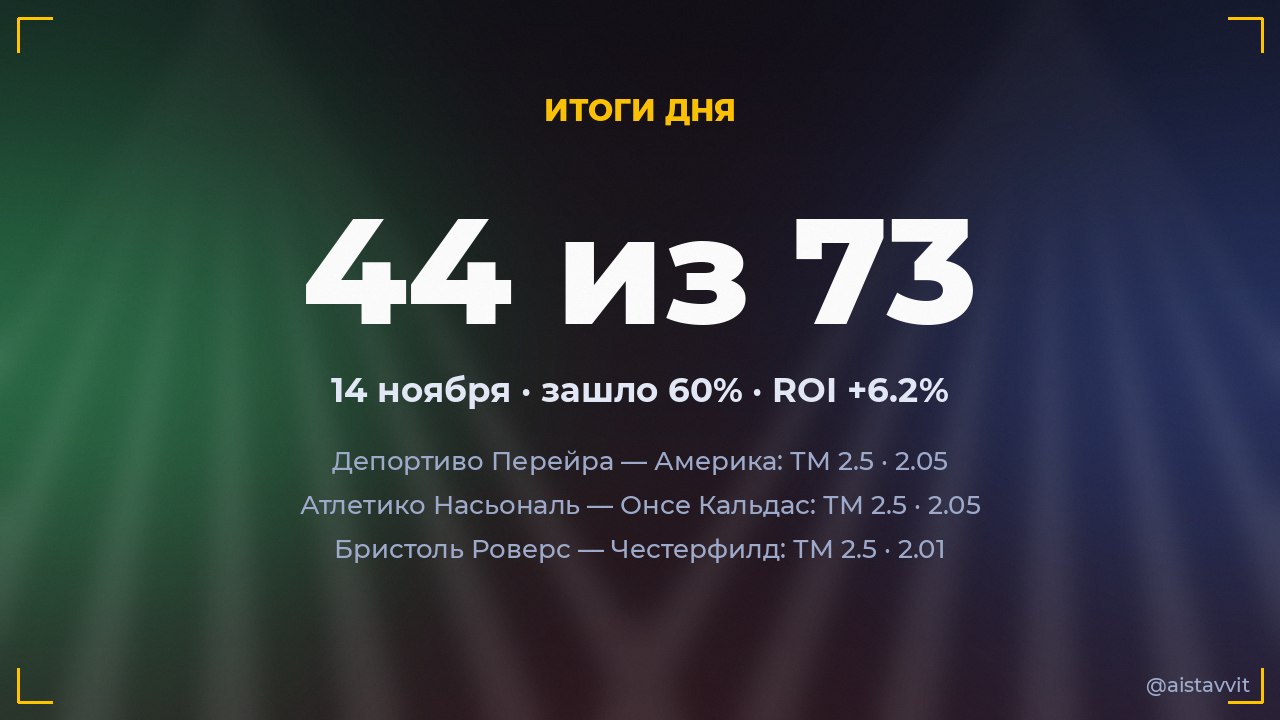 ИТОГИ ДНЯ
44 из 73
14 ноября · зашло 60% · ROI +6.2%
Депортиво Перейра — Америка: ТМ 2.5 · 2.05
Атлетико Насьональ — Онсе Кальдас: ТМ 2.5 · 2.05
Бристоль Роверс — Честерфилд: ТМ 2.5 · 2.01
@aistavvit